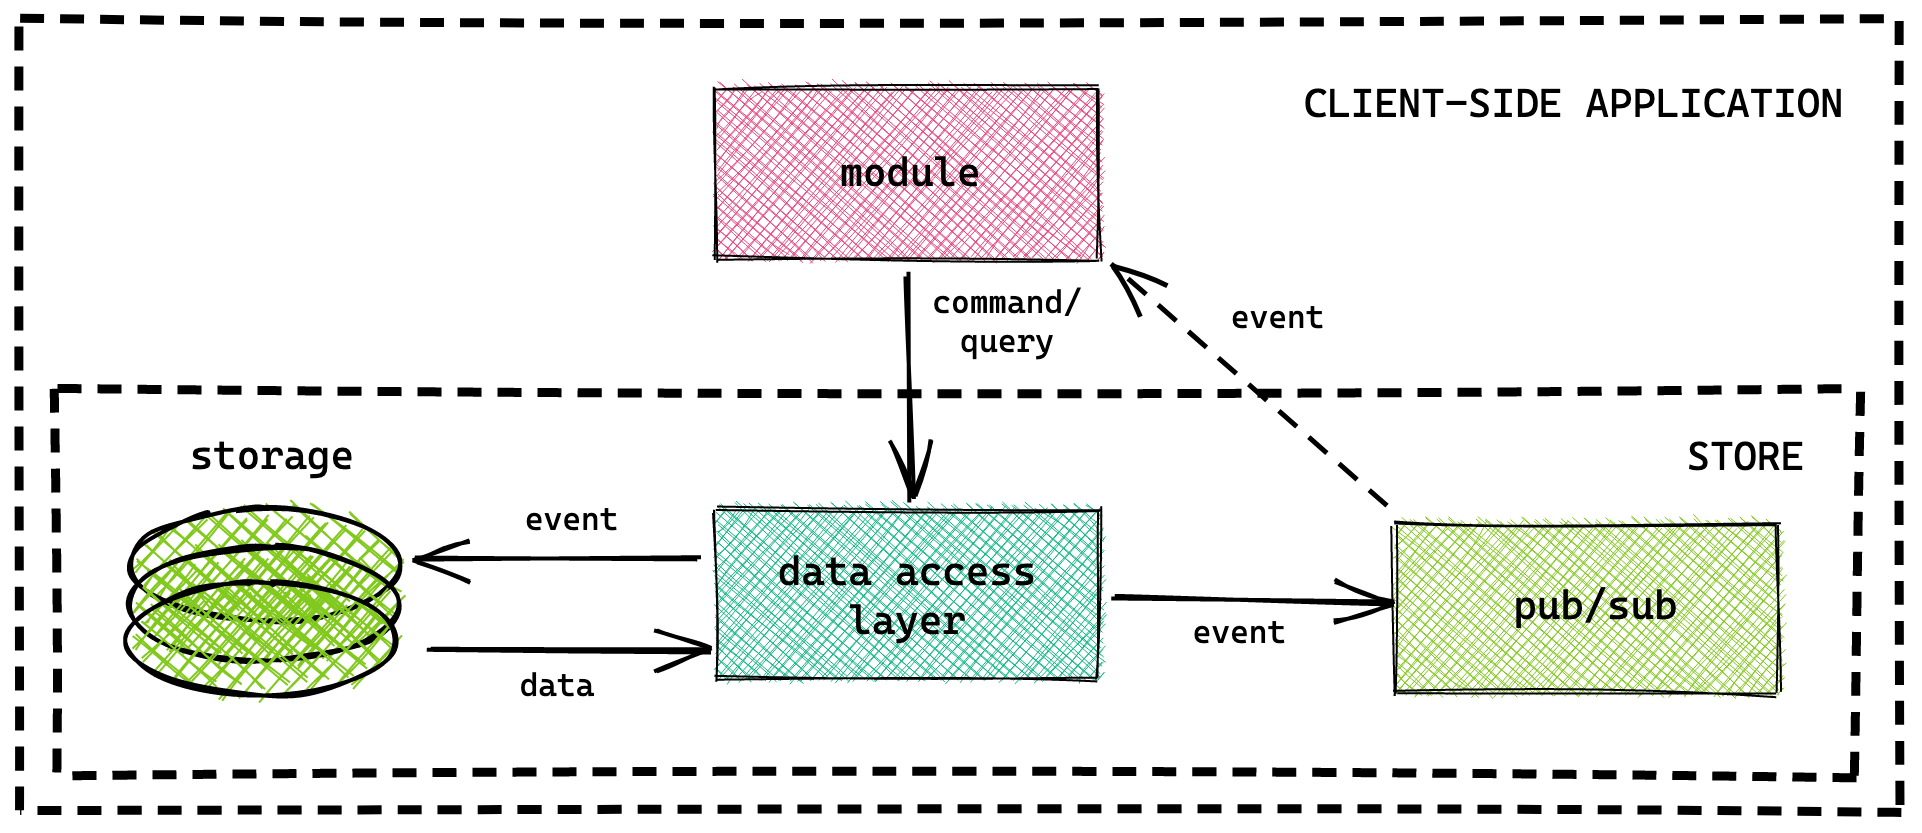 CLIENT-SIDE APPLICATION
module
command/
query
event
storage
STORE
event
data access
layer
pub/sub
event
data